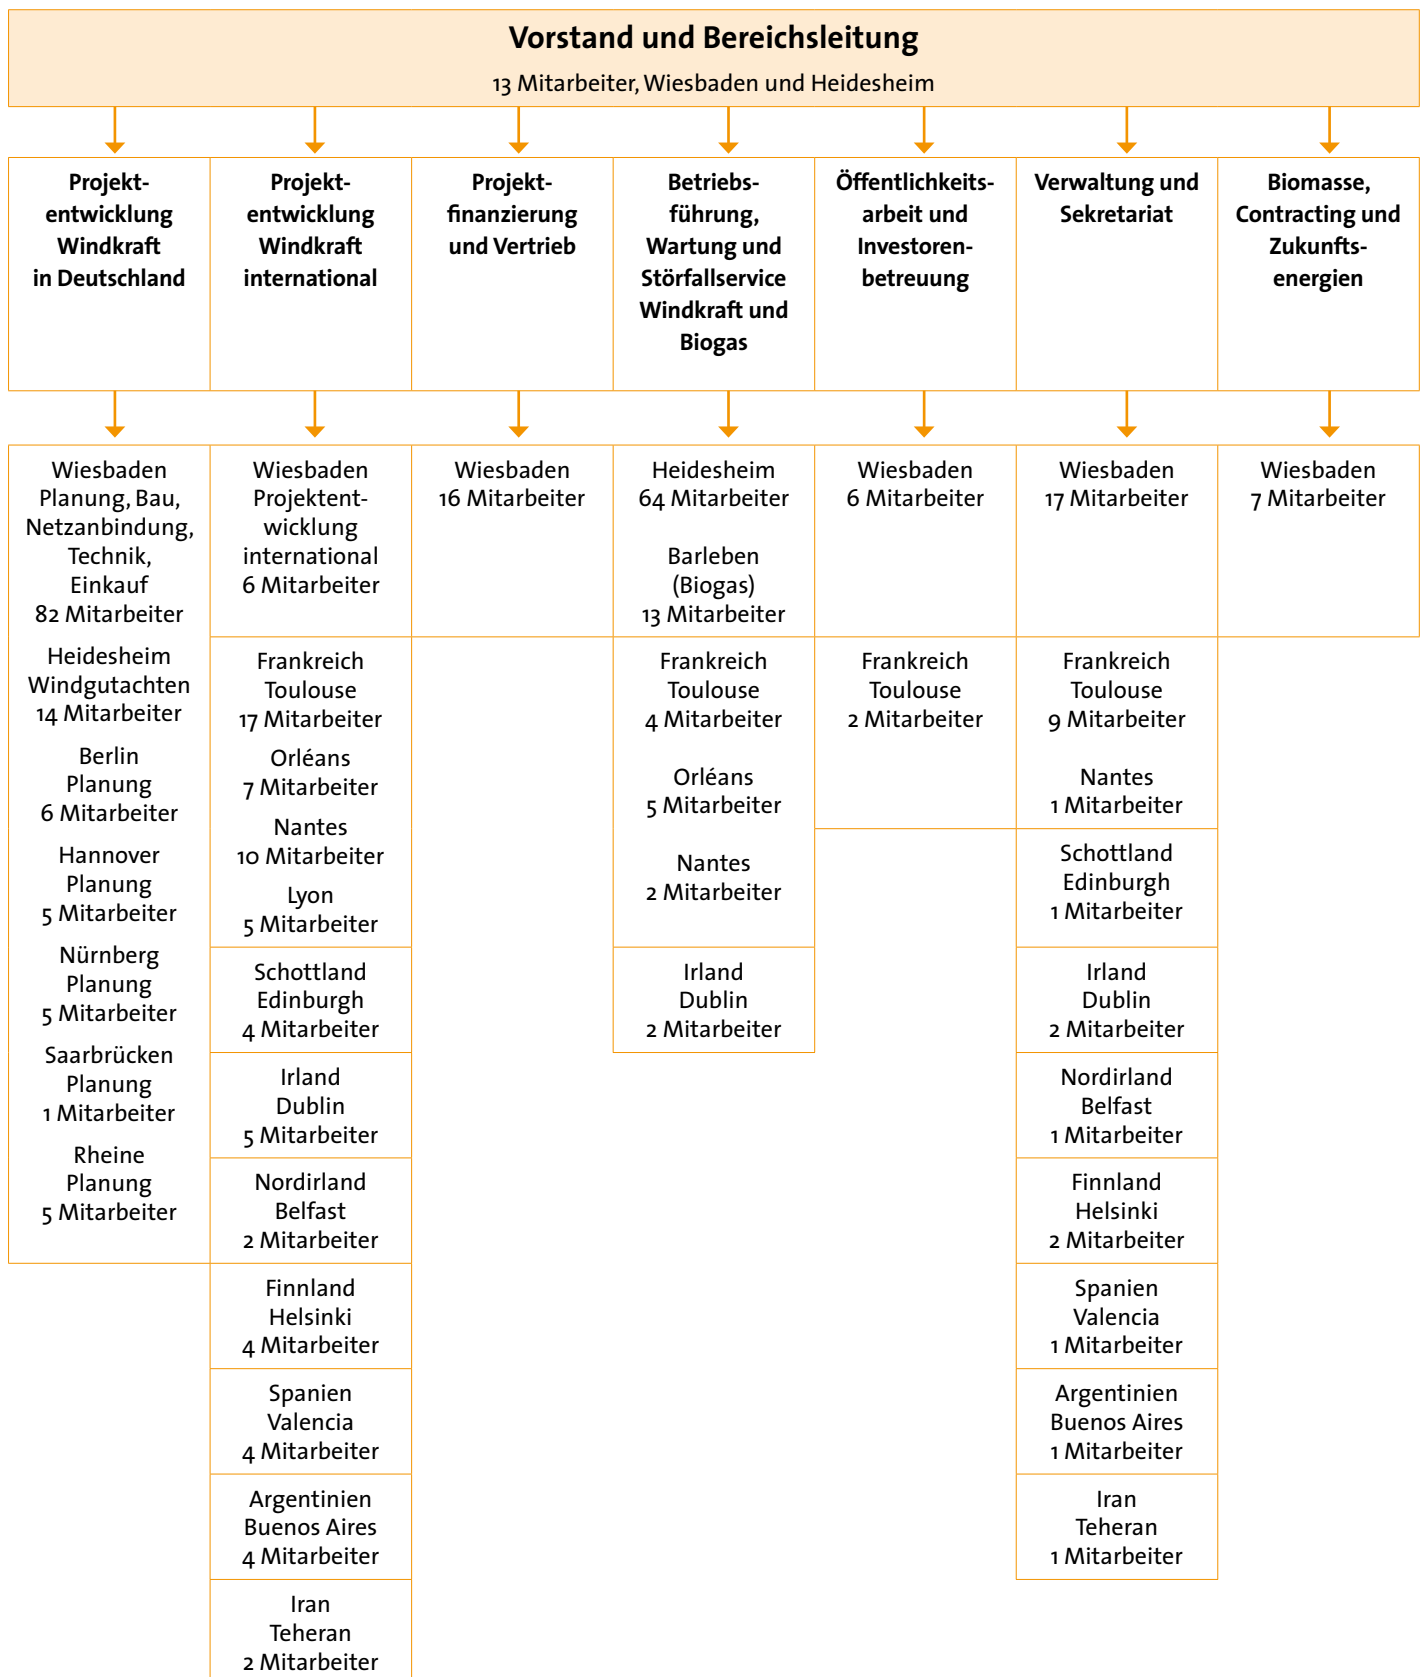 Vorstand und Bereichsleitung
13 Mitarbeiter, Wiesbaden und Heidesheim
Projekt-
entwicklung
Windkraft
in Deutschland
Projekt-
entwicklung
Windkraft
international
Projekt-
finanzierung
und Vertrieb
Betriebs-
führung,
Wartung und
Störfallservice
Windkraft und
Biogas
Öffentlichkeits-
arbeit und
Investoren-
betreuung
Verwaltung und
Sekretariat
Biomasse,
Contracting und
Zukunfts-
energien
Wiesbaden
Planung, Bau,
Netzanbindung,
Technik,
Einkauf
82 Mitarbeiter
Heidesheim
Windgutachten
14 Mitarbeiter
Berlin
Planung
6 Mitarbeiter
Hannover
Planung
5 Mitarbeiter
Nürnberg
Planung
5 Mitarbeiter
Saarbrücken
Planung
1 Mitarbeiter
Rheine
Planung
5 Mitarbeiter
Wiesbaden
Projektent-
wicklung
international
6 Mitarbeiter
Frankreich
Toulouse
17 Mitarbeiter
Orléans
7 Mitarbeiter
Nantes
10 Mitarbeiter
Lyon
5 Mitarbeiter
Schottland
Edinburgh
4 Mitarbeiter
Irland
Dublin
5 Mitarbeiter
Nordirland
Belfast
2 Mitarbeiter
Finnland
Helsinki
4 Mitarbeiter
Spanien
Valencia
4 Mitarbeiter
Argentinien
Buenos Aires
4 Mitarbeiter
Iran
Teheran
2 Mitarbeiter
Wiesbaden
16 Mitarbeiter
Heidesheim
64 Mitarbeiter
Barleben
(Biogas)
13 Mitarbeiter
Frankreich
Toulouse
4 Mitarbeiter
Orléans
5 Mitarbeiter
Nantes
2 Mitarbeiter
Irland
Dublin
2 Mitarbeiter
Wiesbaden
6 Mitarbeiter
Frankreich
Toulouse
2 Mitarbeiter
Wiesbaden
17 Mitarbeiter
Frankreich
Toulouse
9 Mitarbeiter
Nantes
1 Mitarbeiter
Schottland
Edinburgh
1 Mitarbeiter
Irland
Dublin
2 Mitarbeiter
Nordirland
Belfast
1 Mitarbeiter
Finnland
Helsinki
2 Mitarbeiter
Spanien
Valencia
1 Mitarbeiter
Argentinien
Buenos Aires
1 Mitarbeiter
Iran
Teheran
1 Mitarbeiter
Wiesbaden
7 Mitarbeiter